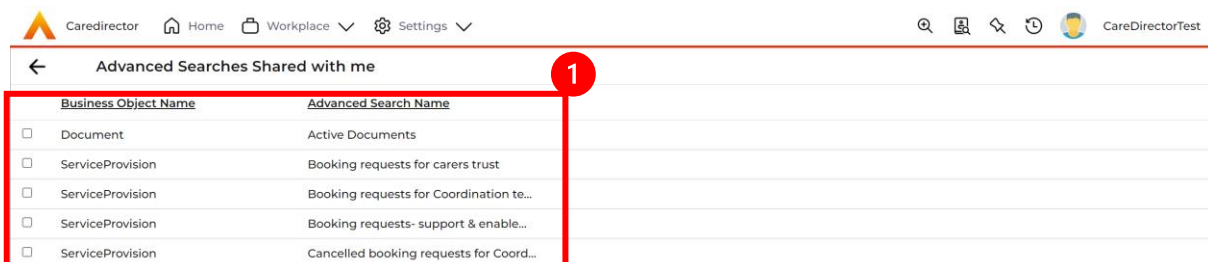 Caredirector Home Workplace Settings CareDirectorTest
Advanced Searches Shared with me
1
Business Object Name Advanced Search Name
Document Active Documents
ServiceProvision Booking requests for carers trust
ServiceProvision Booking requests for Coordination te...
ServiceProvision Booking requests- support & enable...
ServiceProvision Cancelled booking requests for Coord...